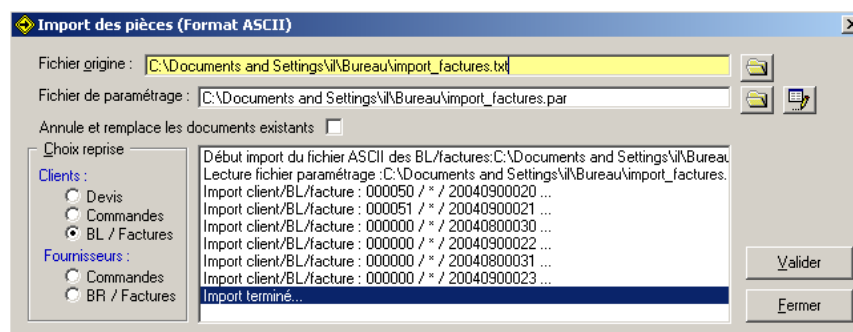 Import des pièces (Format ASCII)
Fichier origine : C:\Documents and Settings\il\Bureau\import_factures.txt
Fichier de paramétrage : C:\Documents and Settings\il\Bureau\import_factures.par
Annule et remplace les documents existants
Choix reprise
Clients :
Devis
Commandes
BL / Factures
Fournisseurs :
Commandes
BR / Factures
Début import du fichier ASCII des BL/factures:C:\Documents and Settings\il\Bureau
Lecture fichier paramétrage :C:\Documents and Settings\il\Bureau\import_factures.
Import client/BL/facture : 000050 / * / 20040900020 ...
Import client/BL/facture : 000051 / * / 20040900021 ...
Import client/BL/facture : 000000 / * / 20040800030 ...
Import client/BL/facture : 000000 / * / 20040900022 ...
Import client/BL/facture : 000000 / * / 20040800031 ...
Import client/BL/facture : 000000 / * / 20040900023 ...
Import terminé...
Valider
Fermer